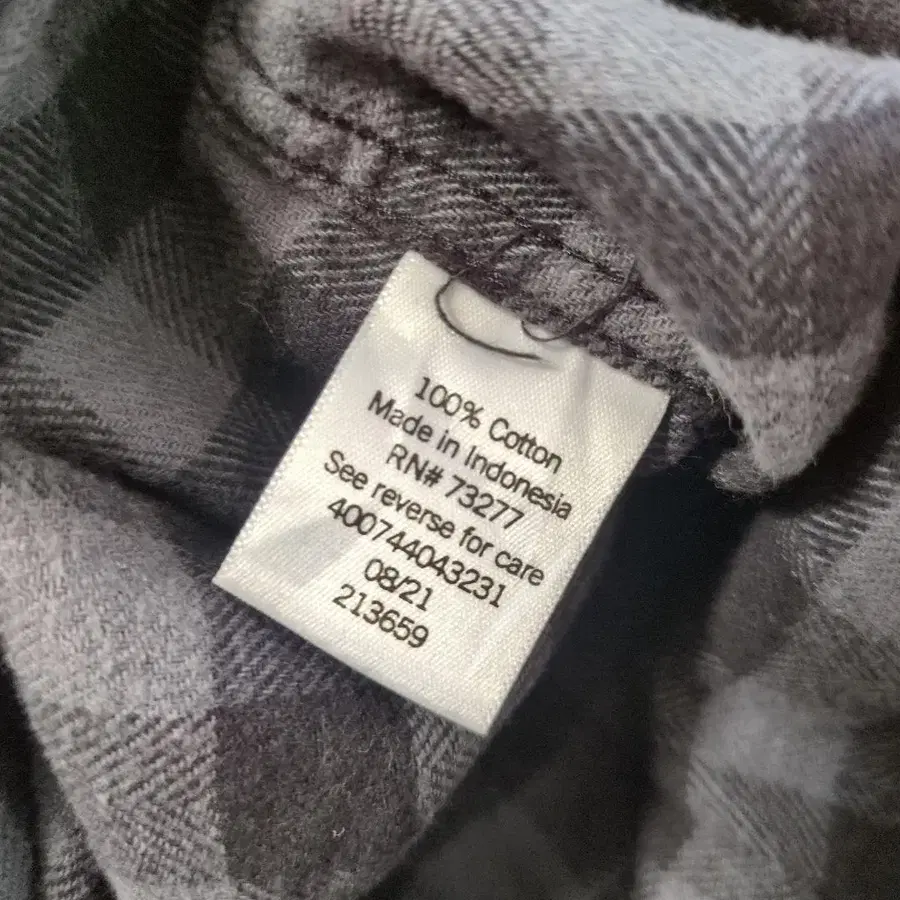 100% Cotton
Made in Indonesia
RN# 73277
See reverse for care
400744043231
08/21
213659